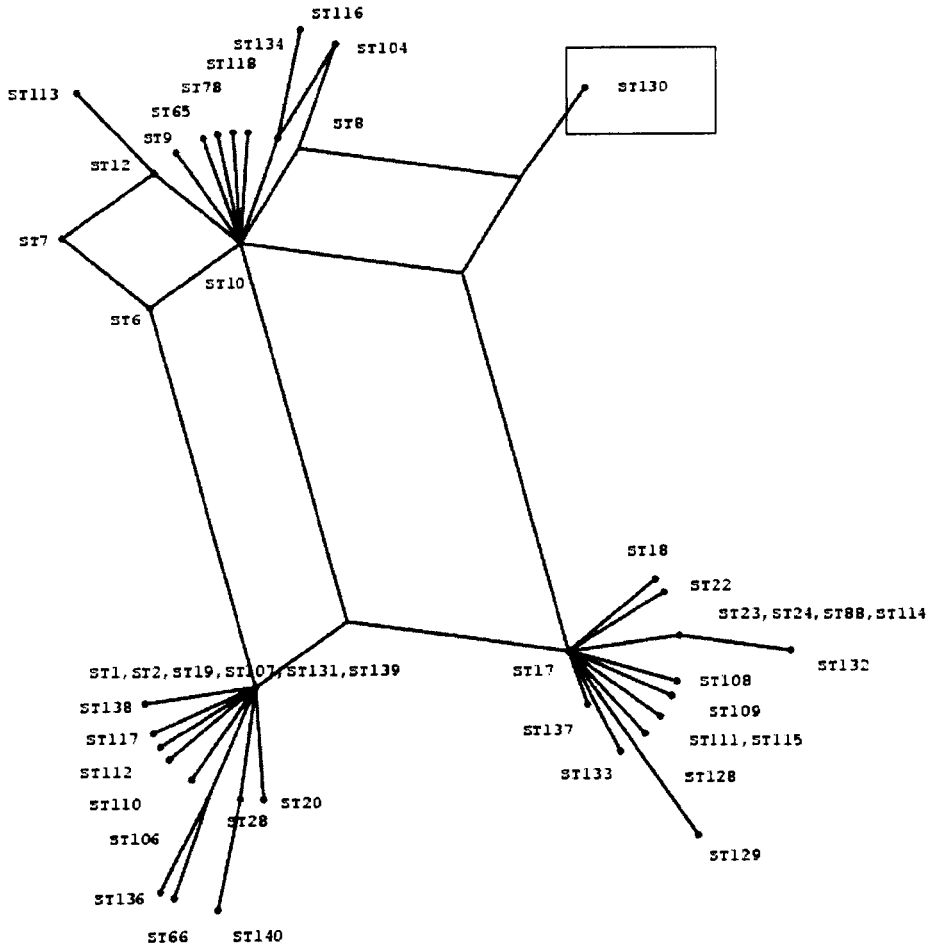 ST116
ST134
ST104
ST118
ST78
ST130
ST113
ST65
ST8
ST9
ST12
ST7
ST10
ST6
ST18
ST22
ST23,ST24,ST88,ST114
ST1,ST2,ST19,ST107,ST131,ST139
ST17
ST132
ST108
ST138
ST109
ST137
ST117
ST111,ST115
ST112
ST133
ST128
ST110
ST20
ST28
ST106
ST129
ST136
ST66
ST140